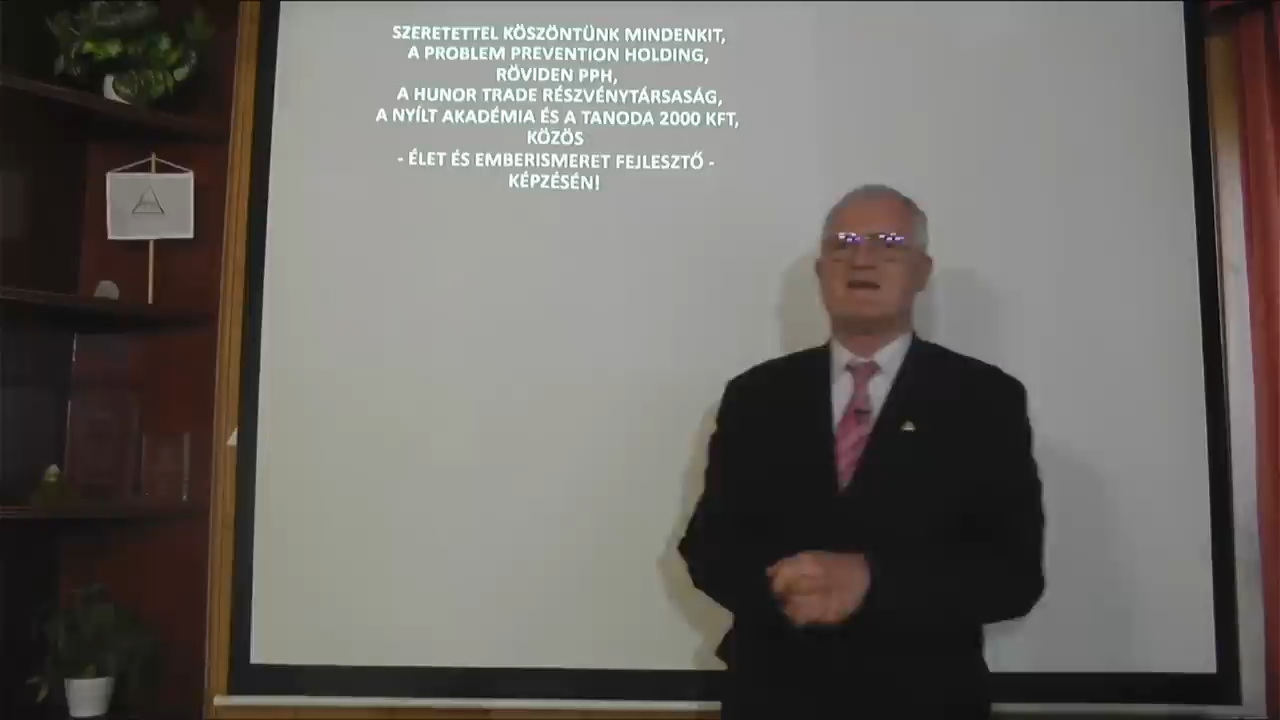 SZERETETTEL KÖSZÖNTÜNK MINDENKIT,
A PROBLEM PREVENTION HOLDING,
RÖVIDEN PPH,
A HUNOR TRADE RÉSZVÉNYTÁRSASÁG,
A NYÍLT AKADÉMIA ÉS A TANODA 2000 KFT,
KÖZÖS
- ÉLET ÉS EMBERISMERET FEJLESZTŐ -
KÉPZÉSÉN!